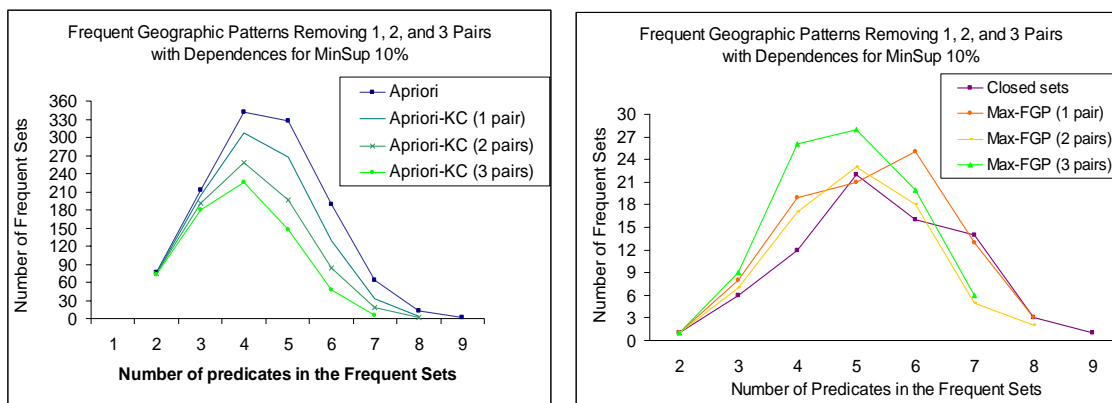 Frequent Geographic Patterns Removing 1, 2, and 3 Pairs
with Dependences for MinSup 10%
Number of Frequent Sets
360
330
300
270
240
210
180
150
120
90
60
30
0
Apriori
Apriori-KC (1 pair)
Apriori-KC (2 pairs)
Apriori-KC (3 pairs)
1 2 3 4 5 6 7 8 9
Number of predicates in the Frequent Sets
Frequent Geographic Patterns Removing 1, 2, and 3 Pairs
with Dependences for MinSup 10%
Number of Frequent Sets
30
27
24
21
18
15
12
9
6
3
0
Closed sets
Max-FGP (1 pair)
Max-FGP (2 pairs)
Max-FGP (3 pairs)
2 3 4 5 6 7 8 9
Number of Predicates in the Frequent Sets